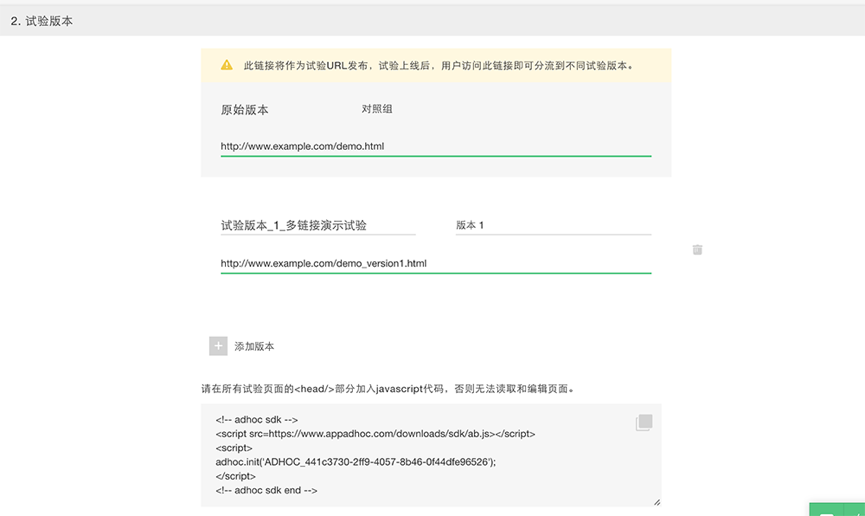 2. 试验版本
此链接将作为试验URL发布，试验上线后，用户访问此链接即可分流到不同试验版本。
原始版本 对照组
http://www.example.com/demo.html
试验版本_1_多链接演示试验 版本 1
http://www.example.com/demo_version1.html
添加版本
请在所有试验页面的<head/>部分加入javascript代码，否则无法读取和编辑页面。
<!-- adhoc sdk -->
<script src=https://www.appadhoc.com/downloads/sdk/ab.js></script>
<script>
adhoc.init('ADHOC_441c3730-2ff9-4057-8b46-0f44dfe96526');
</script>
<!-- adhoc sdk end -->